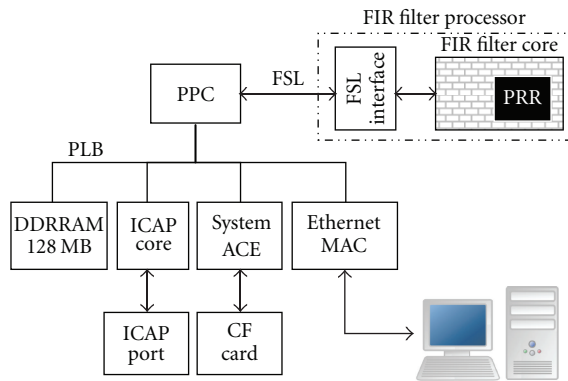 FIR filter processor
FIR filter core
FSL
interface
PRR
FSL
PPC
PLB
DDRRAM
128 MB
ICAP
core
System
ACE
Ethernet
MAC
ICAP
port
CF
card